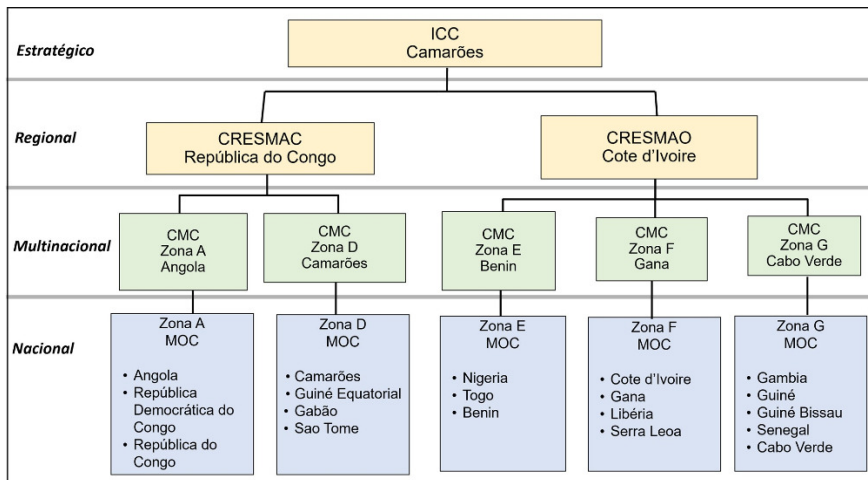 Estratégico
ICC
Camarões
Regional
CRESMAC
República do Congo
CRESMAO
Cote d'Ivoire
Multinacional
CMC
Zona A
Angola
CMC
Zona D
Camarões
CMC
Zona E
Benin
CMC
Zona F
Gana
CMC
Zona G
Cabo Verde
Nacional
Zona A
MOC
• Angola
• República
Democrática do
Congo
• República do
Congo
Zona D
MOC
• Camarões
• Guiné Equatorial
• Gabão
• Sao Tome
Zona E
MOC
• Nigeria
• Togo
• Benin
Zona F
MOC
• Cote d'Ivoire
• Gana
• Libéria
• Serra Leoa
Zona G
MOC
• Gambia
• Guiné
• Guiné Bissau
• Senegal
• Cabo Verde